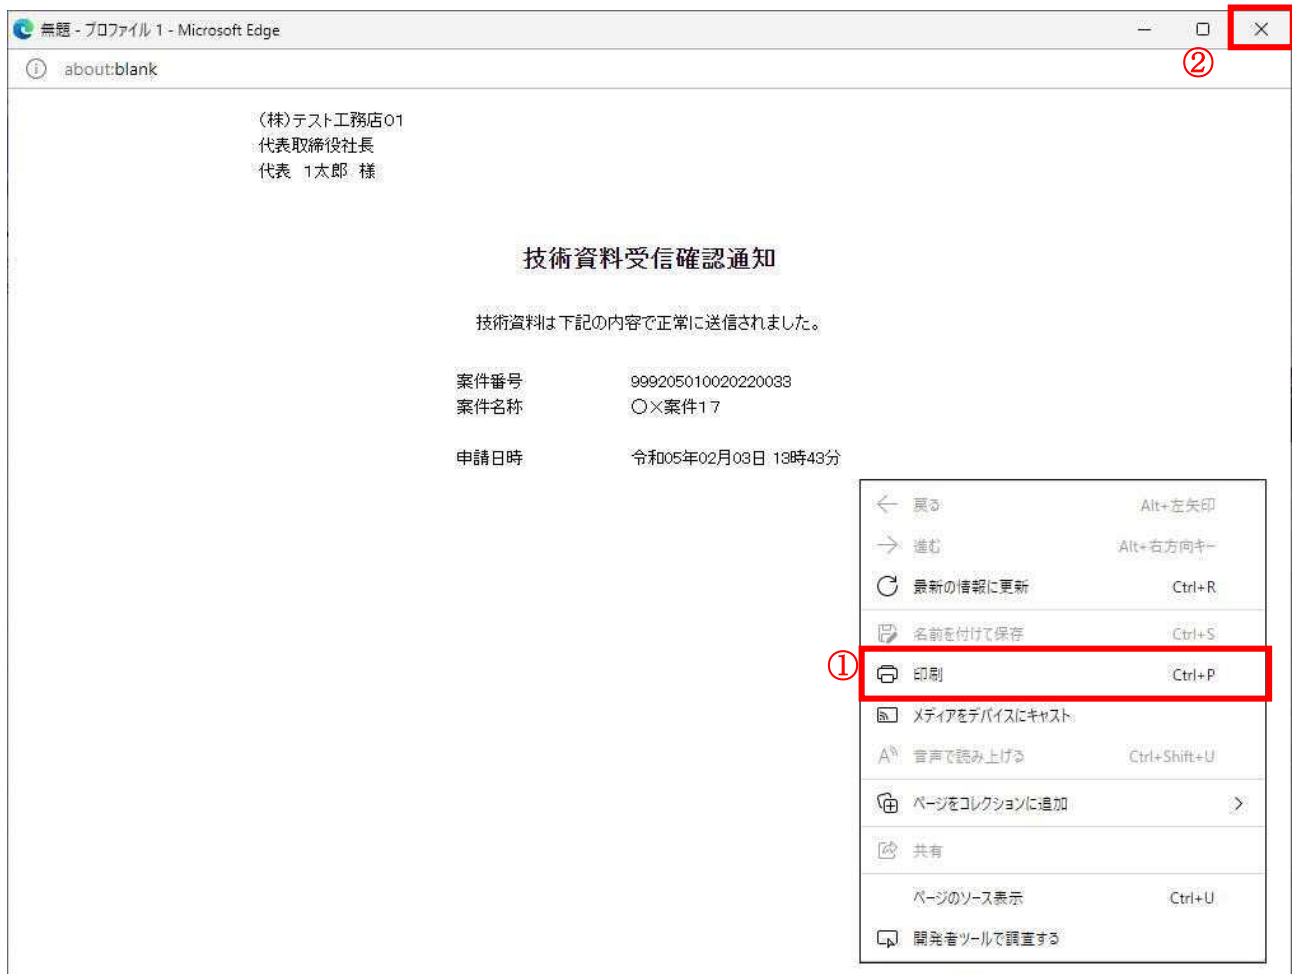 無題 - プロファイル 1 - Microsoft Edge
②
about:blank
(株)テスト工務店01
代表取締役社長
代表 1太郎 様
技術資料受信確認通知
技術資料は下記の内容で正常に送信されました。
案件番号 999205010020220033
案件名称 〇×案件17
申請日時 令和05年02月03日 13時43分
戻る Alt+左矢印
進む Alt+右方向キー
最新の情報に更新 Ctrl+R
名前を付けて保存 Ctrl+S
① 印刷 Ctrl+P
メディアをデバイスにキャスト
音声で読み上げる Ctrl+Shift+U
ページをコレクションに追加
共有
ページのソース表示 Ctrl+U
開発者ツールで調査する